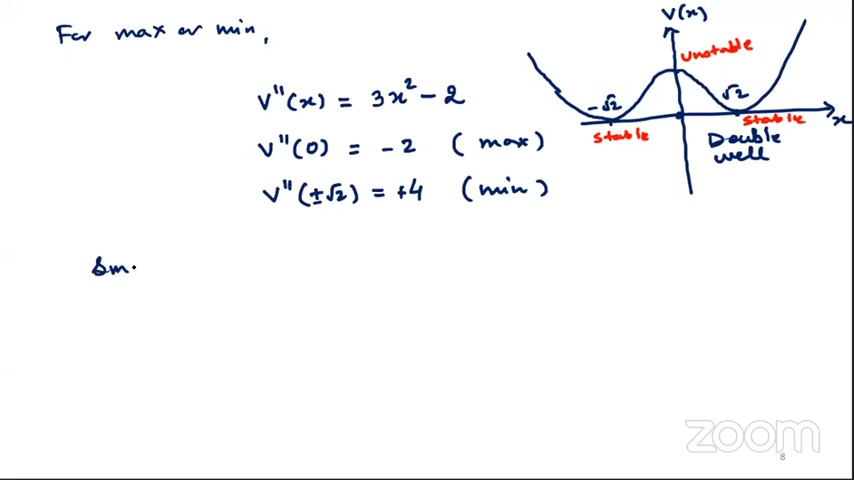 For max or min,
V"(x) = 3x² - 2
V"(0) = -2 (max)
V"(±√2) = +4 (min)
Sm
V(x)
unstable
-√2
√2
stable
stable
x
Double
well
zoom
8